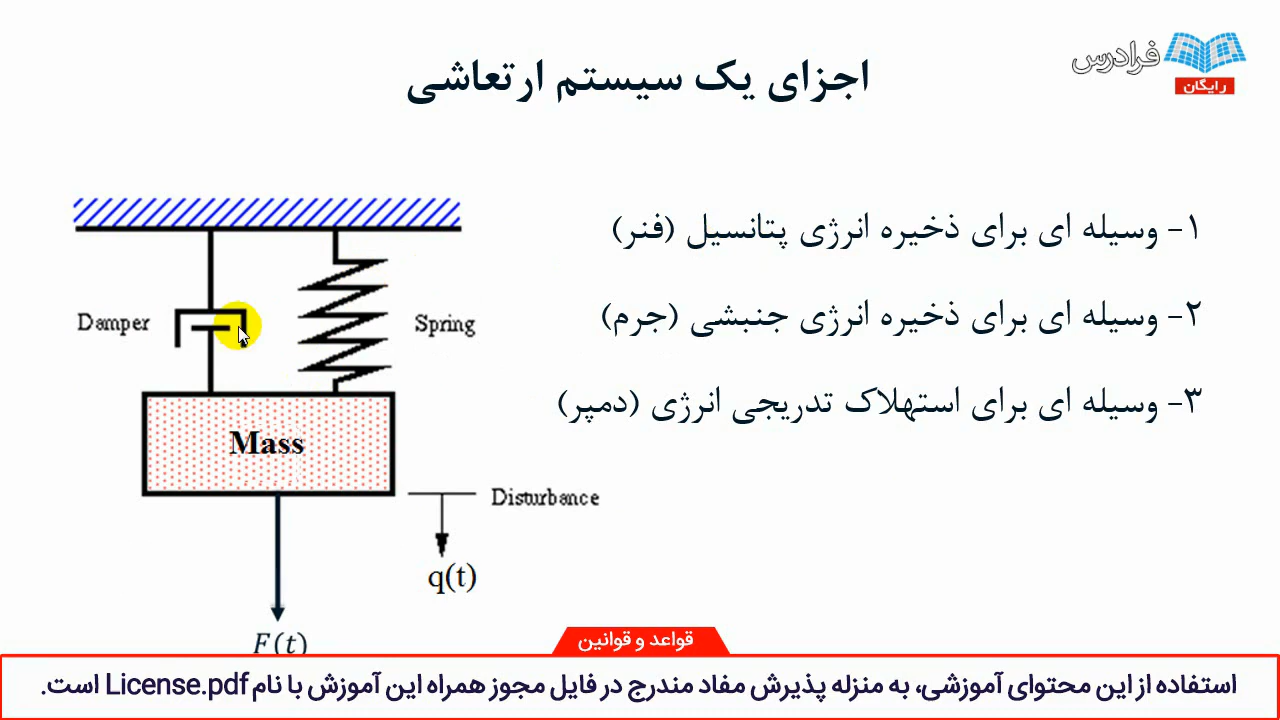 فرادرس
رایگان
اجزای یک سیستم ارتعاشی
۱- وسیله ای برای ذخیره انرژی پتانسیل (فنر)
۲- وسیله ای برای ذخیره انرژی جنبشی (جرم)
۳- وسیله ای برای استهلاک تدریجی انرژی (دمپر)
Damper
Spring
Mass
Disturbance
q(t)
F(t)
قواعد و قوانین
استفاده از این محتوای آموزشی، به منزله پذیرش مفاد مندرج در فایل مجوز همراه این آموزش با نام License.pdf است.